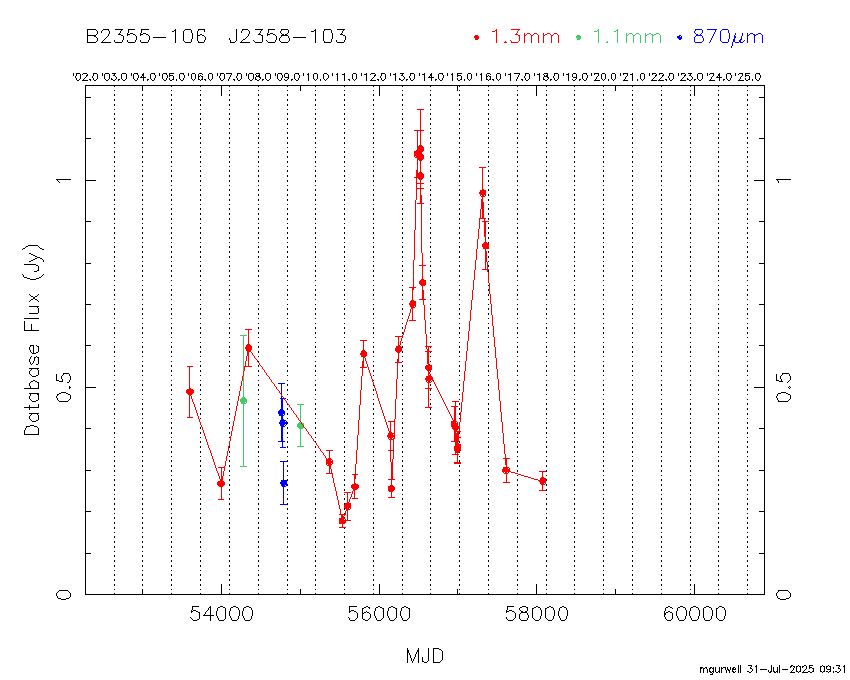 B2355-106 J2358-103 1.3mm 1.1mm 870μm
'02.0 '03.0 '04.0 '05.0 '06.0 '07.0 '08.0 '09.0 '10.0 '11.0 '12.0 '13.0 '14.0 '15.0 '16.0 '17.0 '18.0 '19.0 '20.0 '21.0 '22.0 '23.0 '24.0 '25.0
1 1
Database Flux (Jy)
0.5 0.5
0 0
54000 56000 58000 60000
MJD
mgurwell 31-Jul-2025 09:31